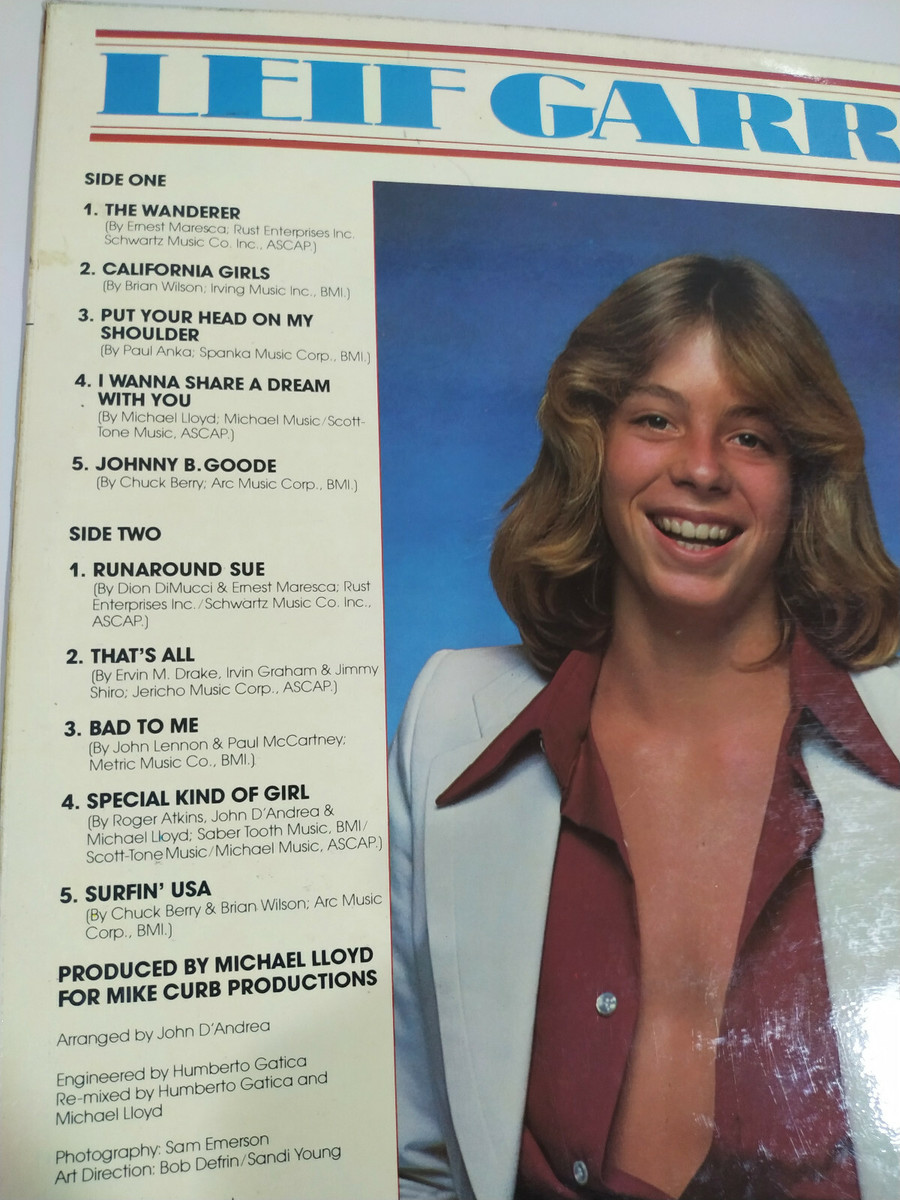 LEIF GARR
SIDE ONE
1. THE WANDERER
(By Ernest Maresca; Rust Enterprises Inc.
Schwartz Music Co. Inc., ASCAP.)
2. CALIFORNIA GIRLS
(By Brian Wilson; Irving Music Inc., BMI.)
3. PUT YOUR HEAD ON MY
SHOULDER
(By Paul Anka; Spanka Music Corp., BMI.)
4. I WANNA SHARE A DREAM
WITH YOU
(By Michael Lloyd; Michael Music/Scott-
Tone Music, ASCAP.)
5. JOHNNY B. GOODE
(By Chuck Berry; Arc Music Corp., BMI.)
SIDE TWO
1. RUNAROUND SUE
(By Dion DiMucci & Ernest Maresca; Rust
Enterprises Inc./Schwartz Music Co. Inc.,
ASCAP.)
2. THAT'S ALL
(By Ervin M. Drake, Irvin Graham & Jimmy
Shiro; Jericho Music Corp., ASCAP.)
3. BAD TO ME
(By John Lennon & Paul McCartney;
Metric Music Co., BMI.)
4. SPECIAL KIND OF GIRL
(By Roger Atkins, John D'Andrea &
Michael Lloyd; Saber Tooth Music, BMI/
Scott-Tone Music/Michael Music, ASCAP.)
5. SURFIN' USA
(By Chuck Berry & Brian Wilson; Arc Music
Corp., BMI.)
PRODUCED BY MICHAEL LLOYD
FOR MIKE CURB PRODUCTIONS
Arranged by John D'Andrea
Engineered by Humberto Gatica
Re-mixed by Humberto Gatica and
Michael Lloyd
Photography: Sam Emerson
Art Direction: Bob Defrin/Sandi Young